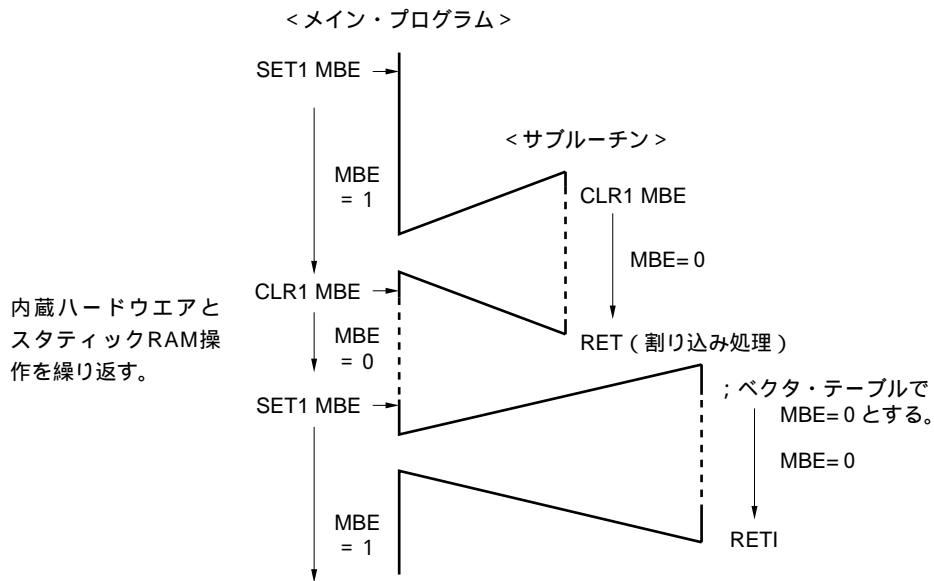 <メイン・プログラム>
SET1 MBE
<サブルーチン>
MBE
= 1
CLR1 MBE
MBE= 0
CLR1 MBE
内蔵ハードウエアと
スタティックRAM操
作を繰り返す。
MBE
= 0
RET（割り込み処理）
SET1 MBE
；ベクタ・テーブルで
MBE= 0 とする。
MBE= 0
MBE
= 1
RETI